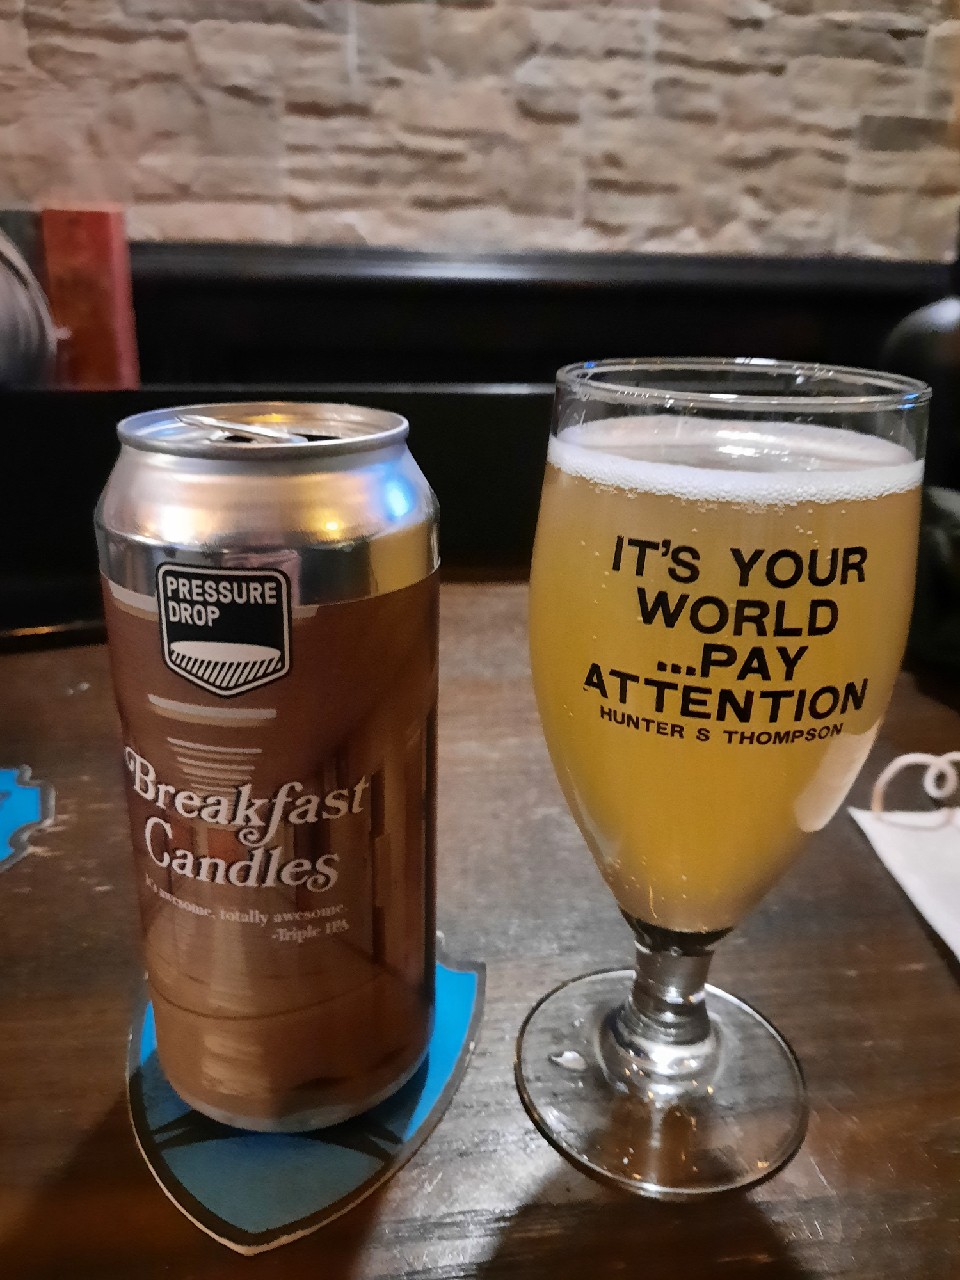 PRESSURE
DROP
Breakfast
Candles
It's awesome, totally awesome.
-Triple IPA
IT'S YOUR
WORLD
...PAY
ATTENTION
HUNTER S THOMPSON